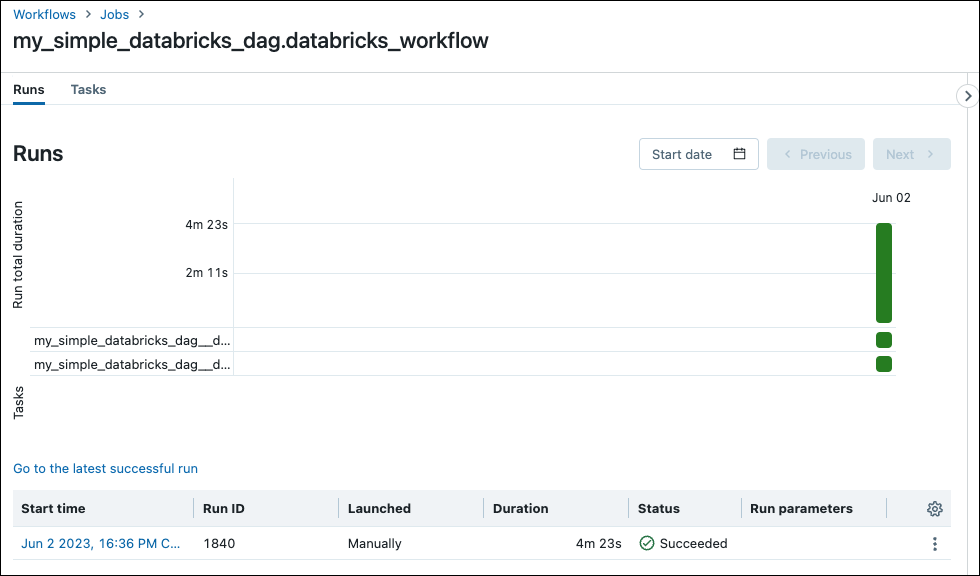 Workflows > Jobs >
my_simple_databricks_dag.databricks_workflow
Runs Tasks
Runs
Start date
Previous
Next
Jun 02
Run total duration
4m 23s
2m 11s
my_simple_databricks_dag__d...
my_simple_databricks_dag__d...
Tasks
Go to the latest successful run
Start time Run ID Launched Duration Status Run parameters
Jun 2 2023, 16:36 PM C... 1840 Manually 4m 23s Succeeded